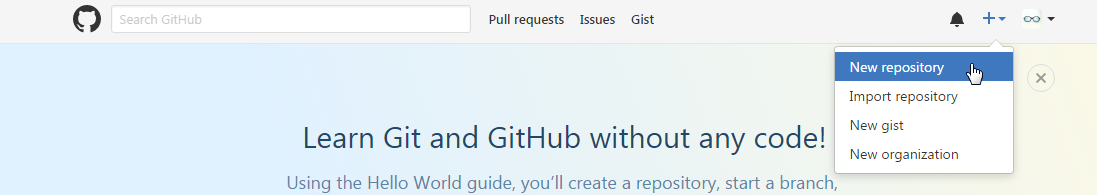 Search GitHub
Pull requests Issues Gist
New repository
Import repository
New gist
New organization
Learn Git and GitHub without any code!
Using the Hello World guide, you'll create a repository, start a branch,